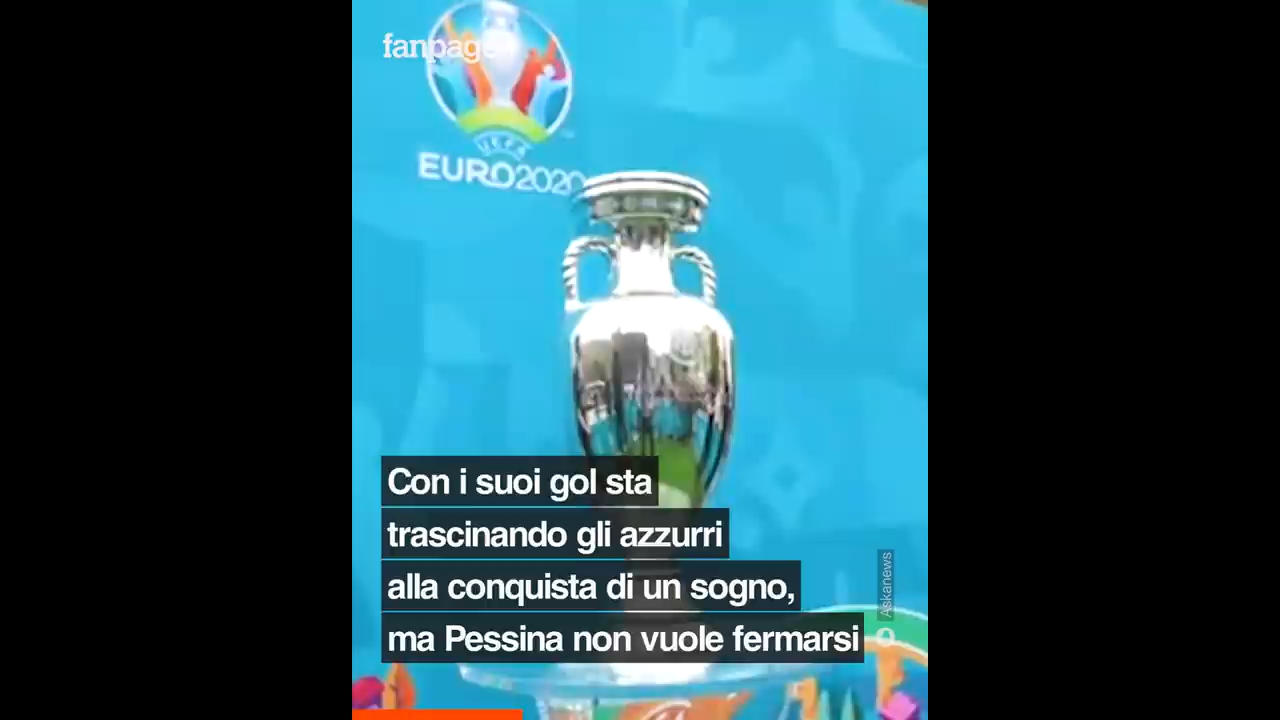 fanpage
UEFA
EURO2020
Con i suoi gol sta
trascinando gli azzurri
alla conquista di un sogno,
ma Pessina non vuole fermarsi
Askanews